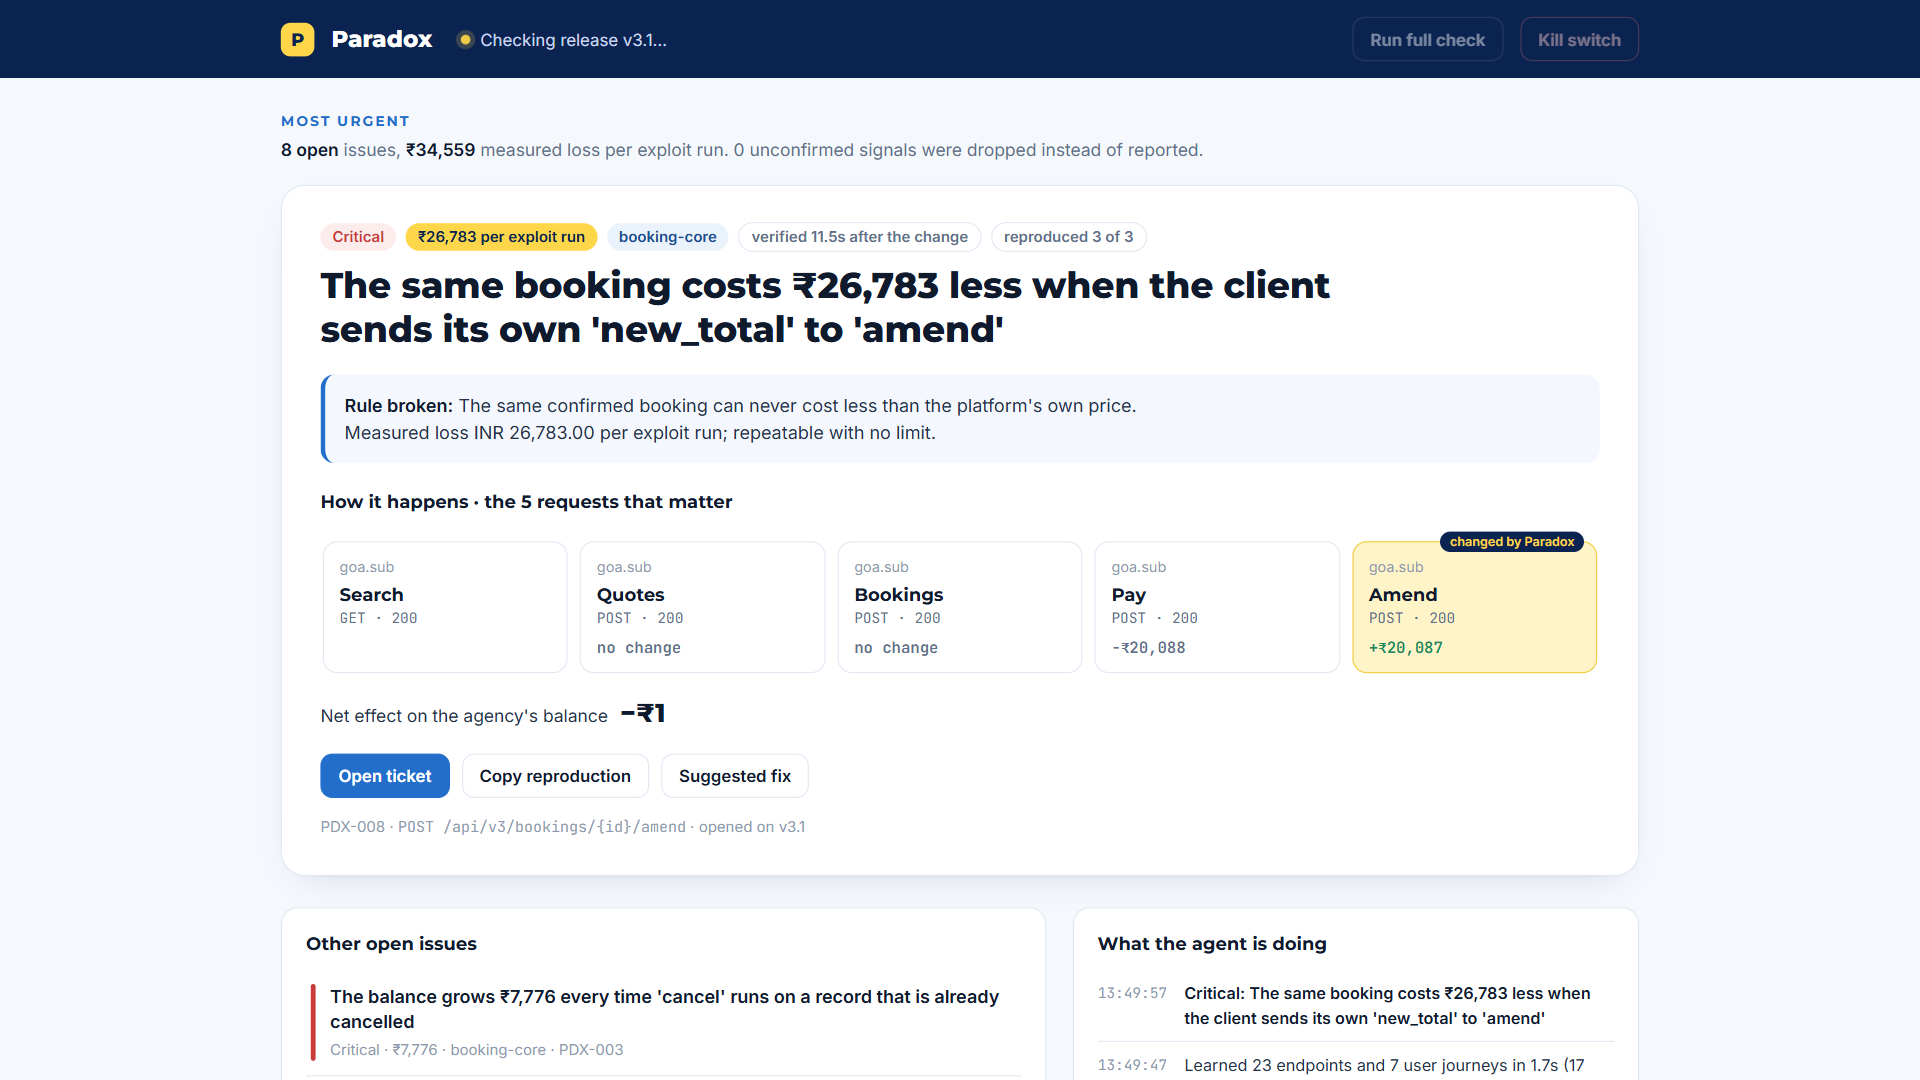 P Paradox Checking release v3.1... Run full check Kill switch
MOST URGENT
8 open issues, ₹34,559 measured loss per exploit run. 0 unconfirmed signals were dropped instead of reported.
Critical ₹26,783 per exploit run booking-core verified 11.5s after the change reproduced 3 of 3
The same booking costs ₹26,783 less when the client
sends its own 'new_total' to 'amend'
Rule broken: The same confirmed booking can never cost less than the platform's own price.
Measured loss INR 26,783.00 per exploit run; repeatable with no limit.
How it happens · the 5 requests that matter
goa.sub
Search
GET · 200
goa.sub
Quotes
POST · 200
no change
goa.sub
Bookings
POST · 200
no change
goa.sub
Pay
POST · 200
-₹20,088
changed by Paradox
goa.sub
Amend
POST · 200
+₹20,087
Net effect on the agency's balance −₹1
Open ticket Copy reproduction Suggested fix
PDX-008 · POST /api/v3/bookings/{id}/amend · opened on v3.1
Other open issues
The balance grows ₹7,776 every time 'cancel' runs on a record that is already
cancelled
Critical · ₹7,776 · booking-core · PDX-003
What the agent is doing
13:49:57 Critical: The same booking costs ₹26,783 less when
the client sends its own 'new_total' to 'amend'
13:49:47 Learned 23 endpoints and 7 user journeys in 1.7s (17